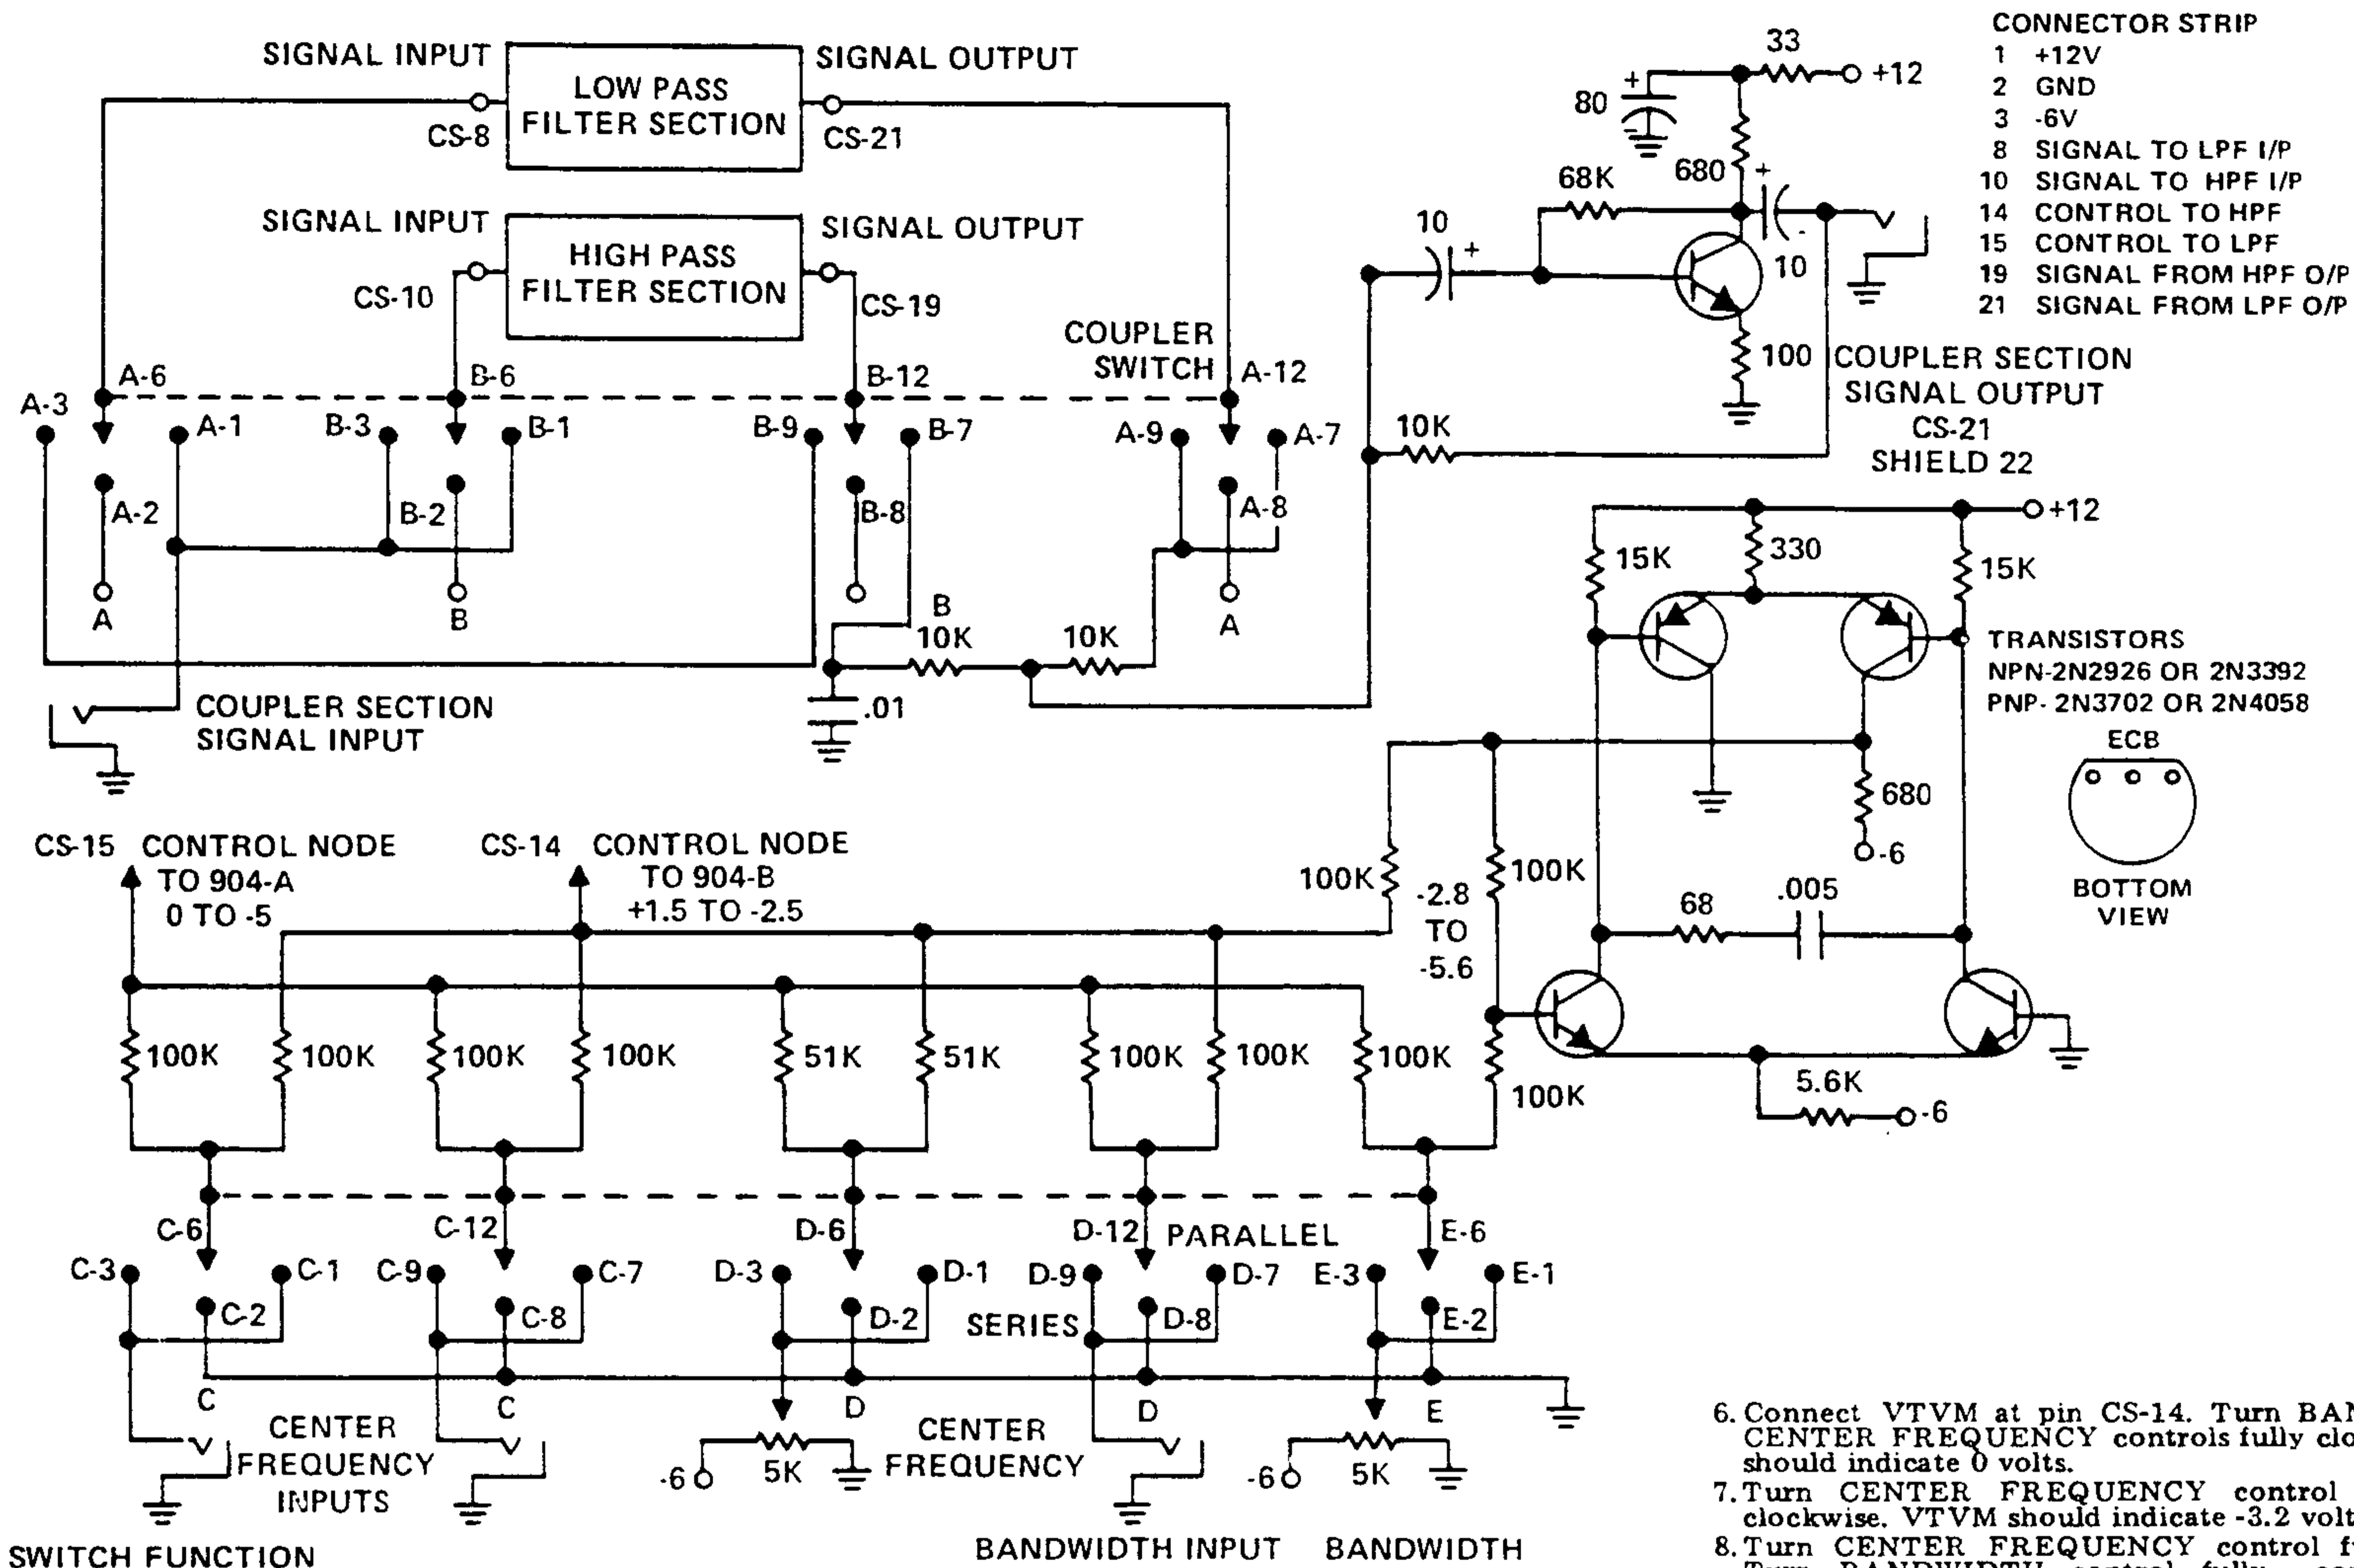 SIGNAL INPUT
LOW PASS
FILTER SECTION
SIGNAL OUTPUT
CS-8
CS-21
SIGNAL INPUT
HIGH PASS
FILTER SECTION
SIGNAL OUTPUT
CS-10
CS-19
COUPLER
SWITCH
A-3
A-6
A-1
A-2
A
B-3
B-6
B-1
B-2
B
B-9
B-12
B-7
B-8
B
A-9
A-12
A-7
A-8
A
10K
10K
.01
COUPLER SECTION
SIGNAL INPUT
33
+12
+
80
-
680
+
68K
10
+
-
10
100
10K
COUPLER SECTION
SIGNAL OUTPUT
CS-21
SHIELD 22
CONNECTOR STRIP
1 +12V
2 GND
3 -6V
8 SIGNAL TO LPF I/P
10 SIGNAL TO HPF I/P
14 CONTROL TO HPF
15 CONTROL TO LPF
19 SIGNAL FROM HPF O/P
21 SIGNAL FROM LPF O/P
+12
15K
330
15K
TRANSISTORS
NPN-2N2926 OR 2N3392
PNP- 2N3702 OR 2N4058
ECB
BOTTOM
VIEW
680
-6
68
.005
5.6K
-6
CS-15 CONTROL NODE
TO 904-A
0 TO -5
CS-14 CONTROL NODE
TO 904-B
+1.5 TO -2.5
100K
100K
-2.8
TO
-5.6
100K
100K
100K
100K
51K
51K
100K
100K
100K
100K
C-6
C-12
D-6
D-12
PARALLEL
E-6
C-3
C-1
C-9
C-7
D-3
D-1
D-9
D-7
E-3
E-1
C-2
C-8
D-2
SERIES
D-8
E-2
C
C
D
D
E
CENTER
FREQUENCY
INPUTS
-6
5K
CENTER
FREQUENCY
-6
5K
BANDWIDTH INPUT
BANDWIDTH
SWITCH FUNCTION
6. Connect VTVM at pin CS-14. Turn
CENTER FREQUENCY controls fully
should indicate 0 volts.
7. Turn CENTER FREQUENCY control
clockwise. VTVM should indicate -3.2
8. Turn CENTER FREQUENCY control
Turn BANDWIDTH control fully